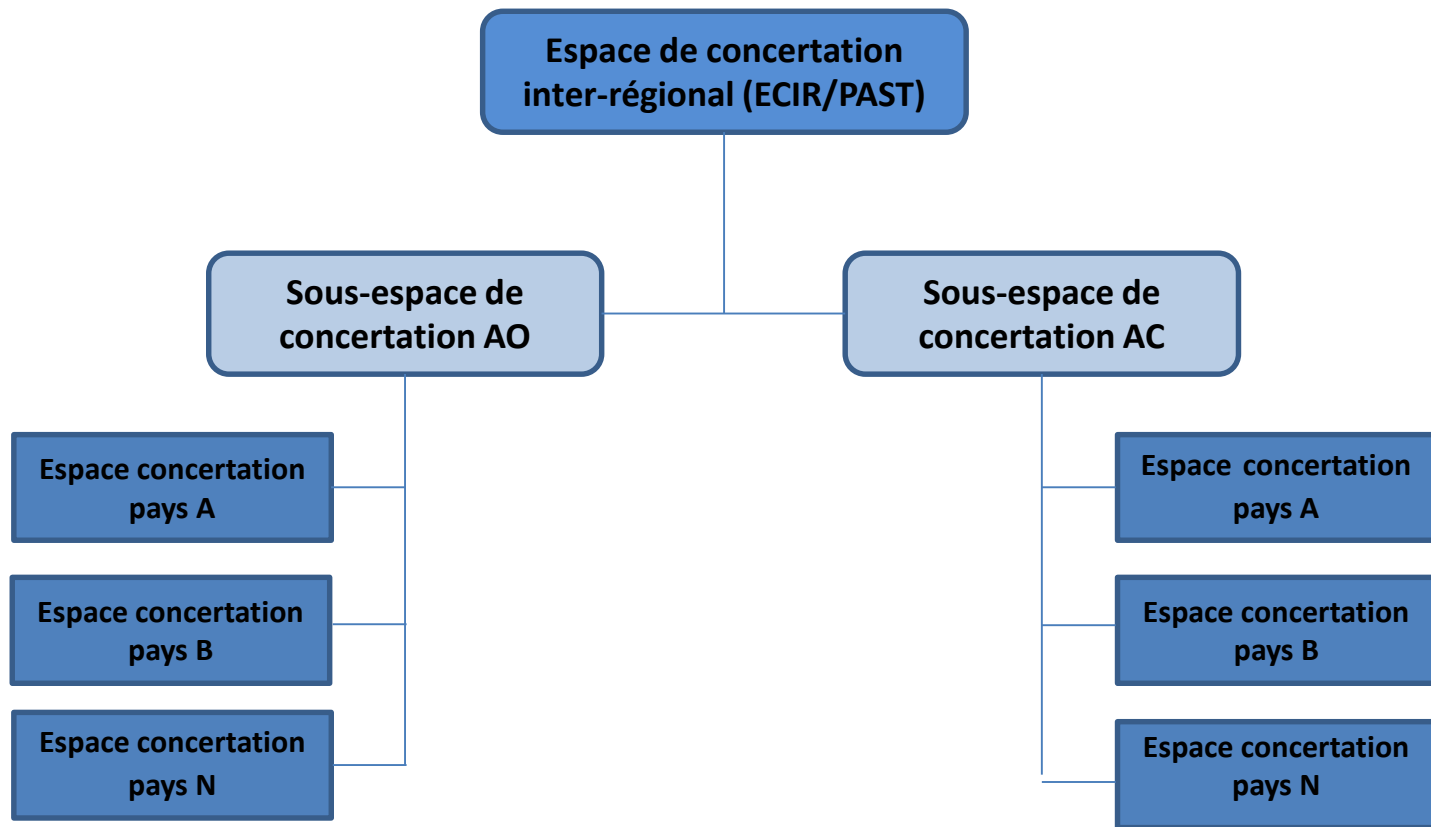 Espace de concertation
inter-régional (ECIR/PAST)
Sous-espace de
concertation AO
Sous-espace de
concertation AC
Espace concertation
pays A
Espace concertation
pays B
Espace concertation
pays N
Espace concertation
pays A
Espace concertation
pays B
Espace concertation
pays N